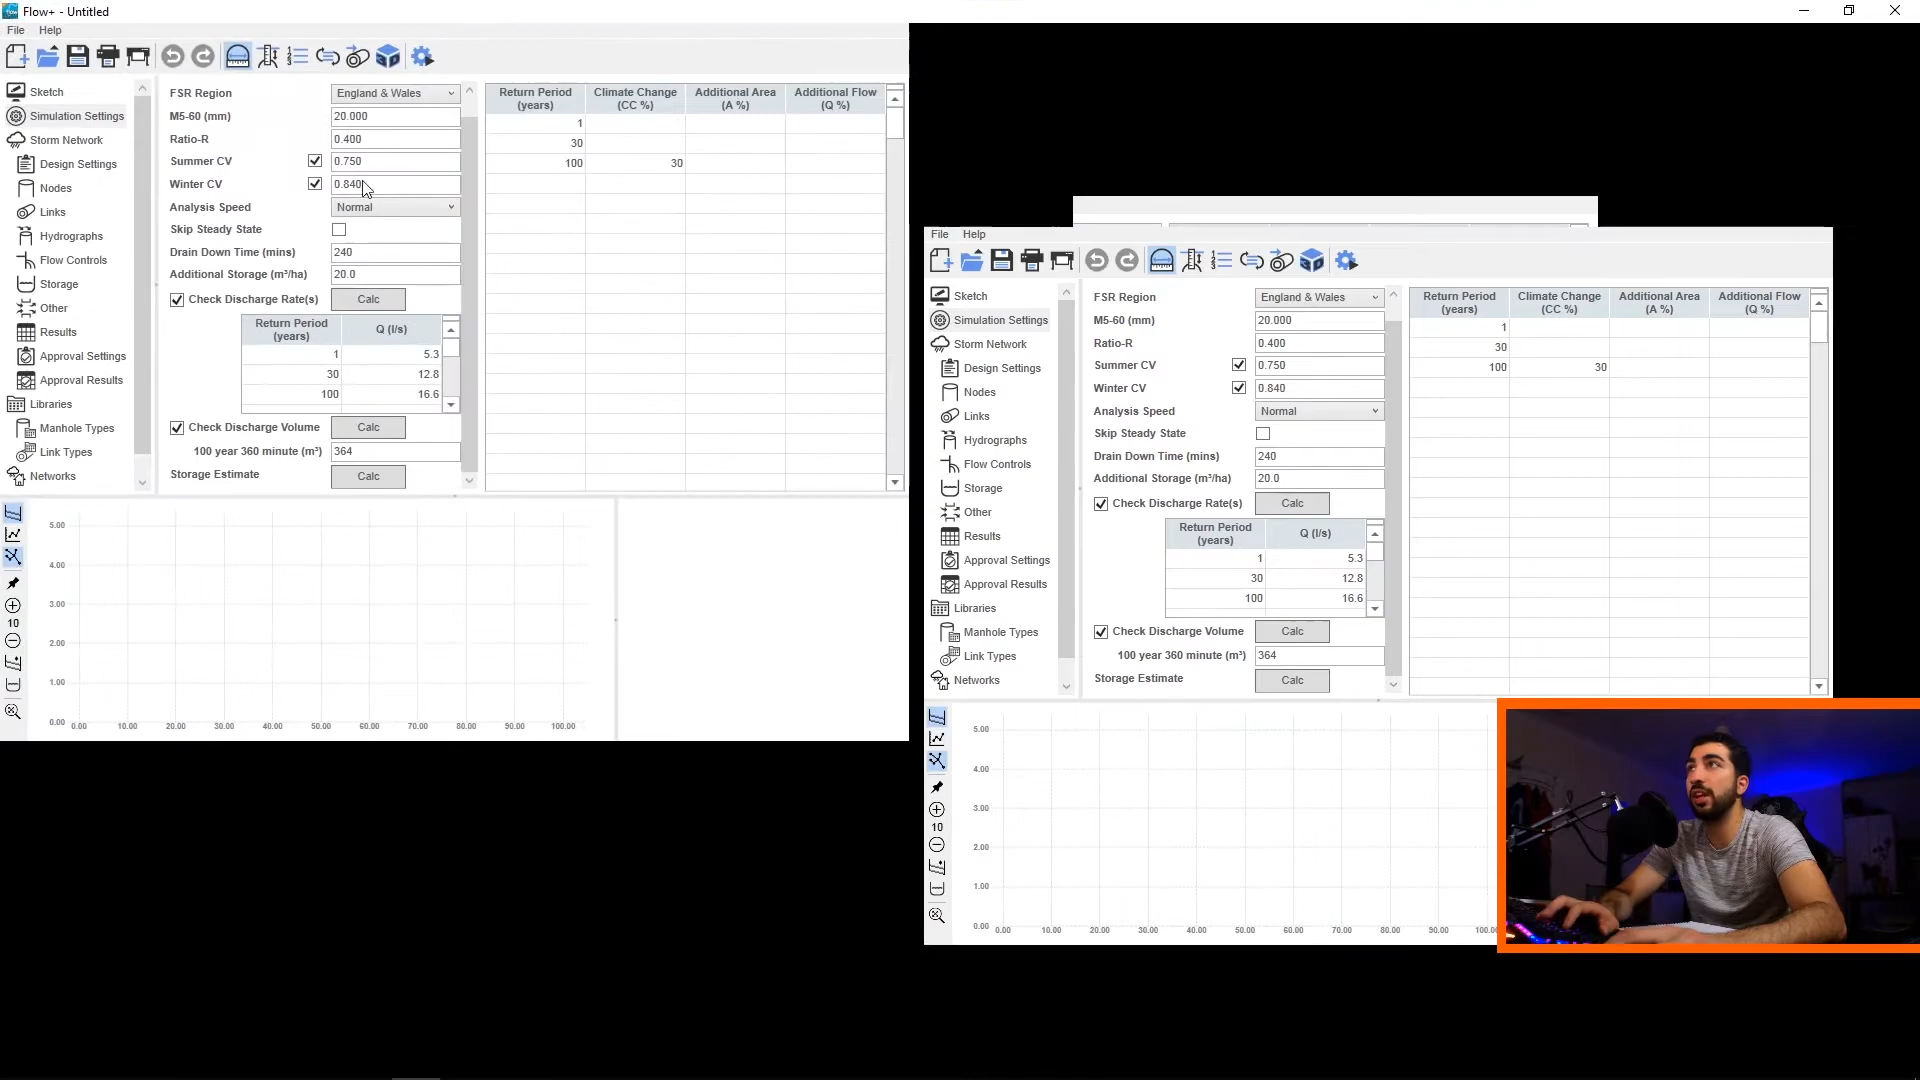 Flow+ - Untitled
File Help
Sketch
Simulation Settings
Storm Network
Design Settings
Nodes
Links
Hydrographs
Flow Controls
Storage
Other
Results
Approval Settings
Approval Results
Libraries
Manhole Types
Link Types
Networks
FSR Region England & Wales
M5-60 (mm) 20.000
Ratio-R 0.400
Summer CV 0.750
Winter CV 0.840
Analysis Speed Normal
Skip Steady State
Drain Down Time (mins) 240
Additional Storage (m³/ha) 20.0
Check Discharge Rate(s) Calc
Return Period (years) Q (l/s)
1 5.3
30 12.8
100 16.6
Check Discharge Volume Calc
100 year 360 minute (m³) 364
Storage Estimate Calc
Return Period (years) Climate Change (CC %) Additional Area (A %) Additional Flow (Q %)
1
30
100 30
10
5.00
4.00
3.00
2.00
1.00
0.00
0.00 10.00 20.00 30.00 40.00 50.00 60.00 70.00 80.00 90.00 100.00
File Help
Sketch
Simulation Settings
Storm Network
Design Settings
Nodes
Links
Hydrographs
Flow Controls
Storage
Other
Results
Approval Settings
Approval Results
Libraries
Manhole Types
Link Types
Networks
FSR Region England & Wales
M5-60 (mm) 20.000
Ratio-R 0.400
Summer CV 0.750
Winter CV 0.840
Analysis Speed Normal
Skip Steady State
Drain Down Time (mins) 240
Additional Storage (m³/ha) 20.0
Check Discharge Rate(s) Calc
Return Period (years) Q (l/s)
1 5.3
30 12.8
100 16.6
Check Discharge Volume Calc
100 year 360 minute (m³) 364
Storage Estimate Calc
Return Period (years) Climate Change (CC %) Additional Area (A %) Additional Flow (Q %)
1
30
100 30
10
5.00
4.00
3.00
2.00
1.00
0.00
0.00 10.00 20.00 30.00 40.00 50.00 60.00 70.00 80.00 90.00